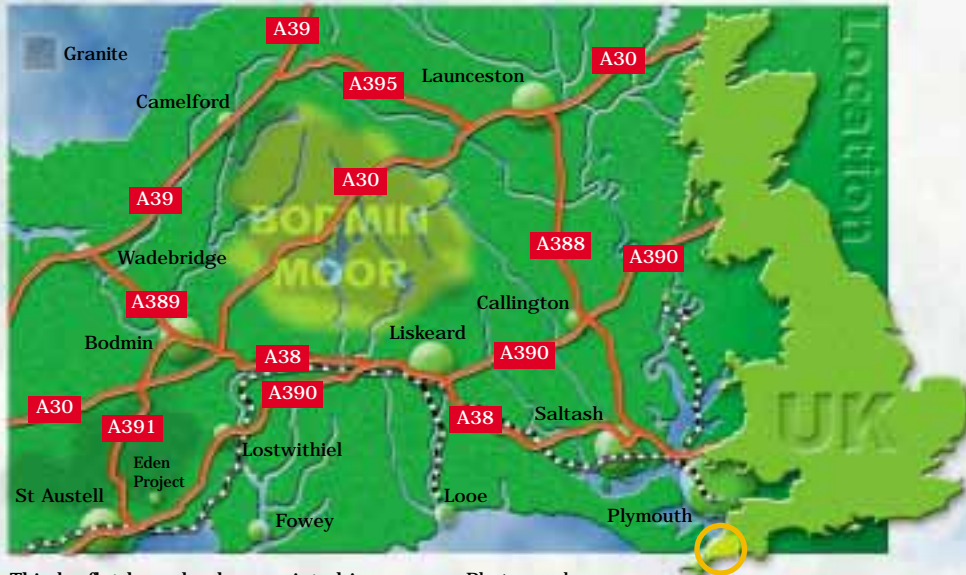 A39
Granite
A30
Location
Launceston
A395
Camelford
A30
A39
BODMIN
MOOR
A388
A390
Wadebridge
A389
Callington
Bodmin
Liskeard
A38
A390
A390
A30
A391
A38
Saltash
UK
Lostwithiel
Eden
Project
St Austell
Looe
Fowey
Plymouth